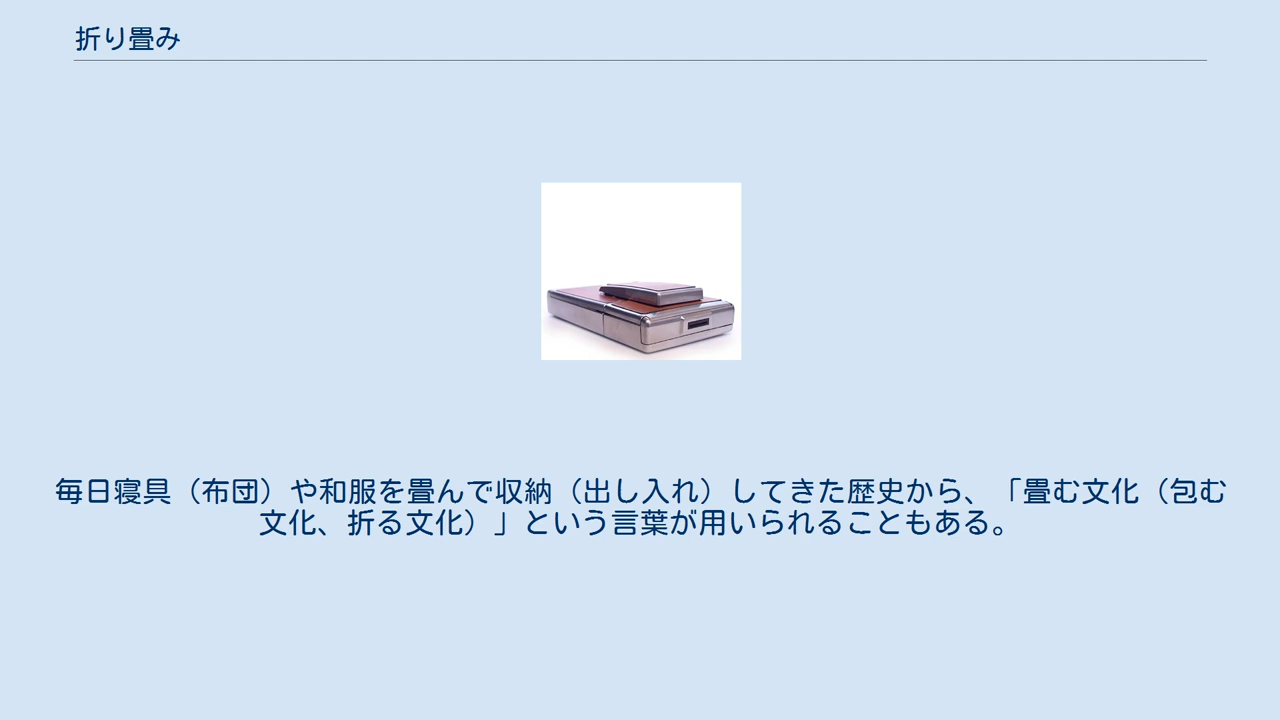 折り畳み
毎日寝具（布団）や和服を畳んで収納（出し入れ）してきた歴史から、「畳む文化（包む
文化、折る文化）」という言葉が用いられることもある。